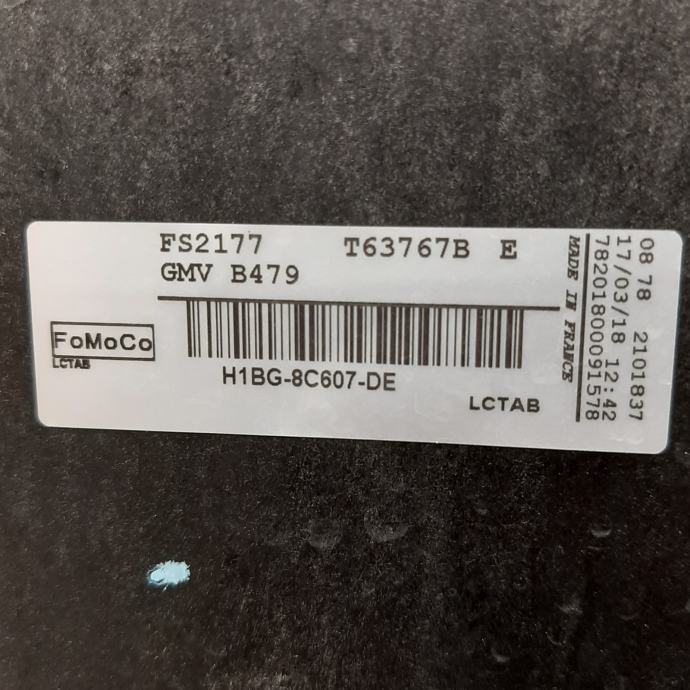 FS2177 T63767B E
GMV B479
FoMoCo
LCTAB
H1BG-8C607-DE
LCTAB
MADE IN FRANCE
782018000091578
17/03/18 12:42
08 78 2101837